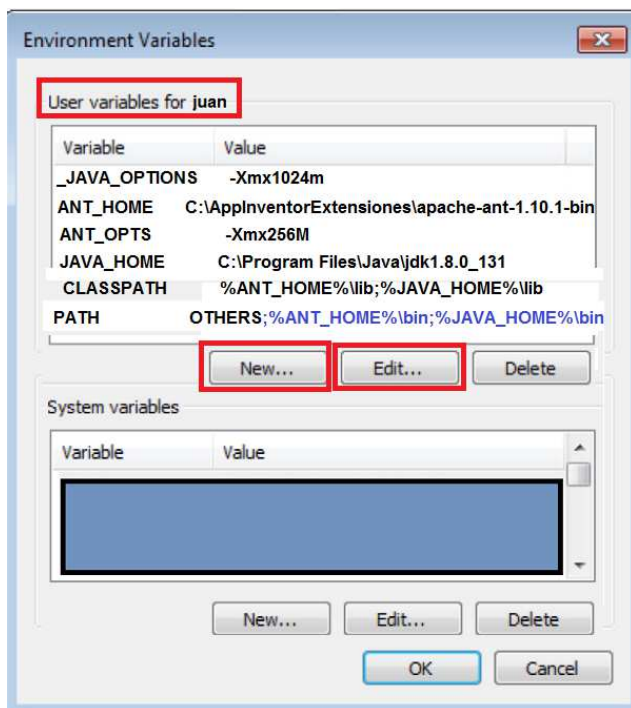 Environment Variables
User variables for juan
Variable Value
_JAVA_OPTIONS -Xmx1024m
ANT_HOME C:\AppInventorExtensiones\apache-ant-1.10.1-bin
ANT_OPTS -Xmx256M
JAVA_HOME C:\Program Files\Java\jdk1.8.0_131
CLASSPATH %ANT_HOME%\lib;%JAVA_HOME%\lib
PATH OTHERS;%ANT_HOME%\bin;%JAVA_HOME%\bin
New... Edit... Delete
System variables
Variable Value
New... Edit... Delete
OK Cancel